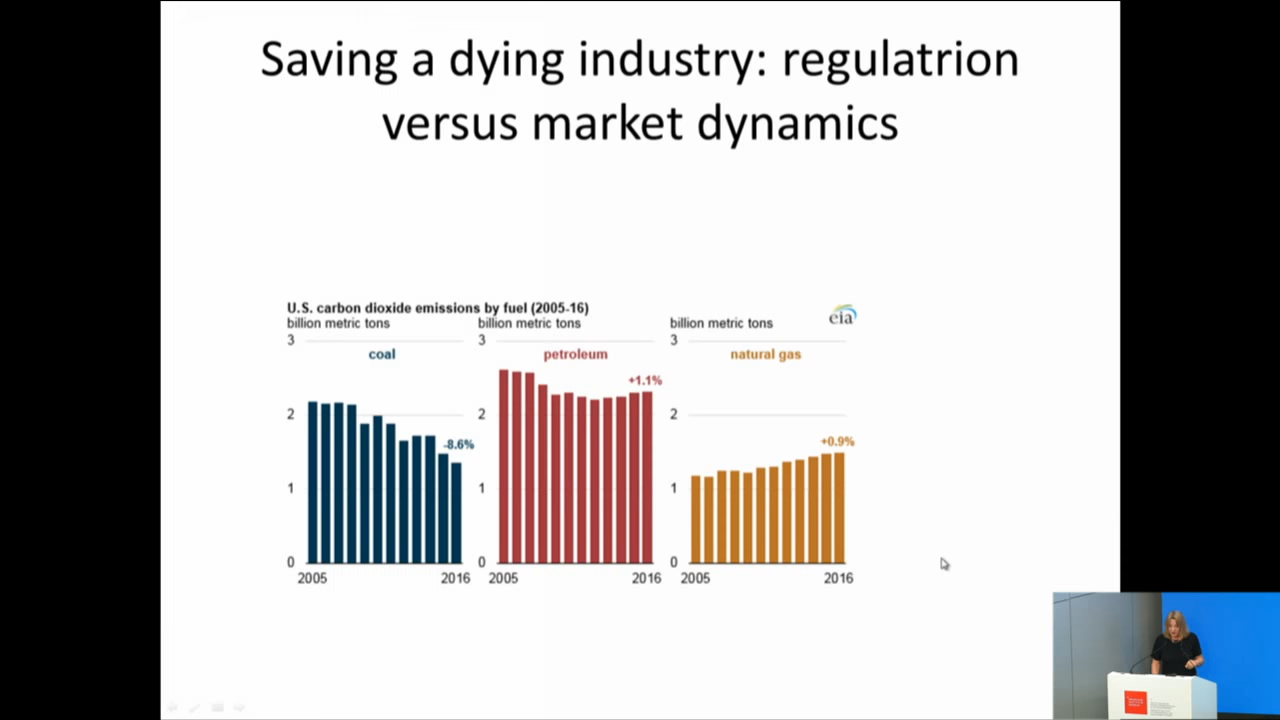 Saving a dying industry: regulatrion
versus market dynamics
U.S. carbon dioxide emissions by fuel (2005-16)
billion metric tons billion metric tons billion metric tons
eia
3 3 3
coal petroleum natural gas
+1.1%
2 2 2
-8.6% +0.9%
1 1 1
0 0 0
2005 2016 2005 2016 2005 2016